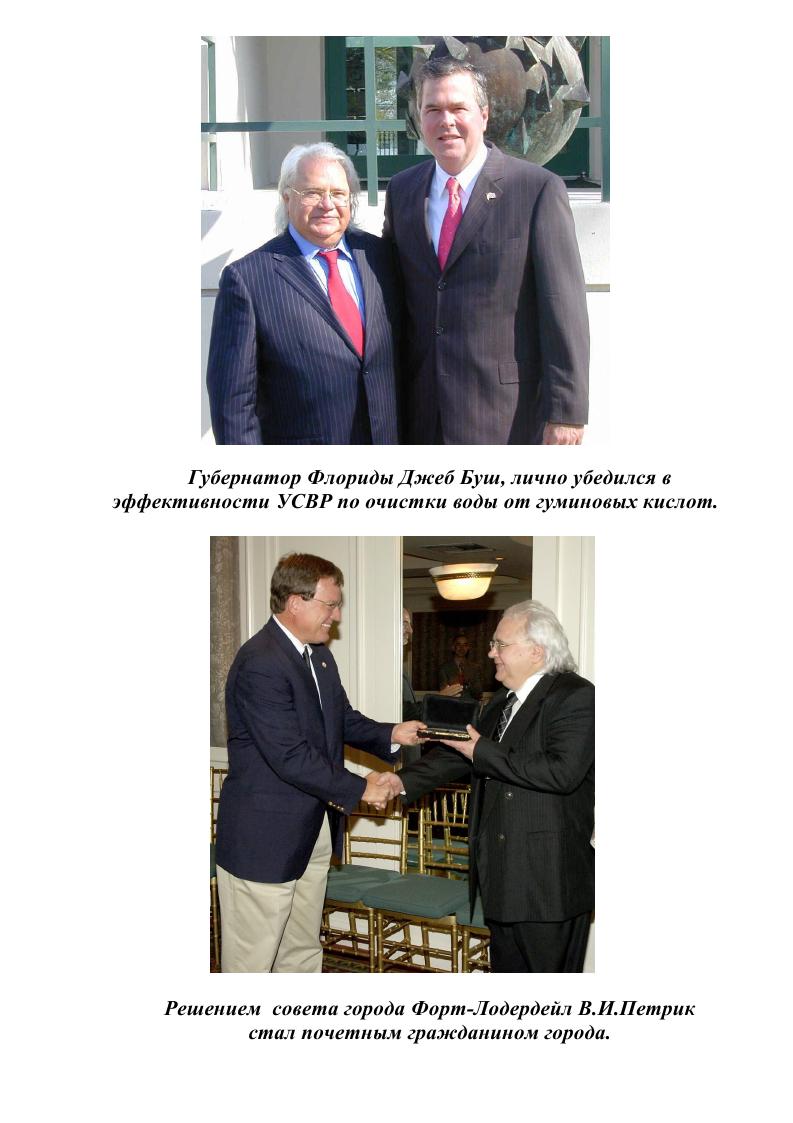 Губернатор Флориды Джеб Буш, лично убедился в
эффективности УСВР по очистки воды от гуминовых кислот.
Решением совета города Форт-Лодердейл В.И.Петрик
стал почетным гражданином города.